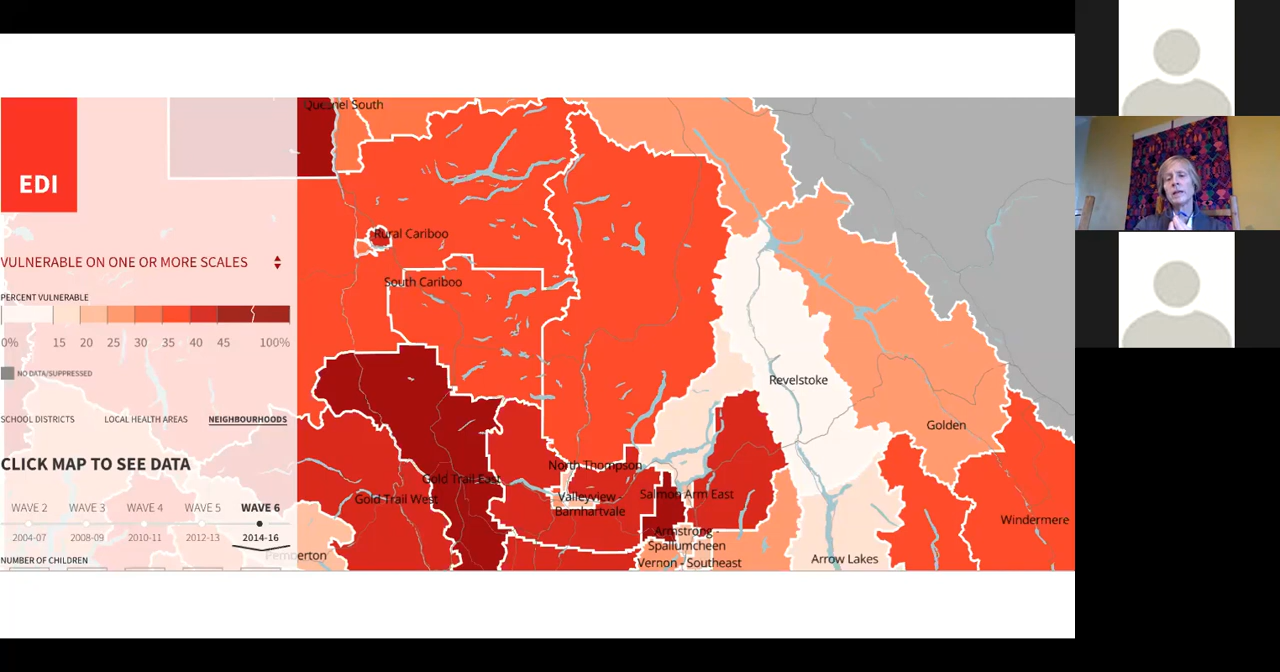 Quesnel South
EDI
Rural Cariboo
VULNERABLE ON ONE OR MORE SCALES
South Cariboo
PERCENT VULNERABLE
0% 15 20 25 30 35 40 45 100%
NO DATA/SUPPRESSED
Revelstoke
SCHOOL DISTRICTS LOCAL HEALTH AREAS NEIGHBOURHOODS
Golden
CLICK MAP TO SEE DATA
North Thompson
Gold Trail East
Gold Trail West
Valleyview -
Barnhartvale
Salmon Arm East
WAVE 2 WAVE 3 WAVE 4 WAVE 5 WAVE 6
Windermere
2004-07 2008-09 2010-11 2012-13 2014-16
Armstrong -
Spallumcheen
Pemberton
NUMBER OF CHILDREN
Vernon - Southeast
Arrow Lakes